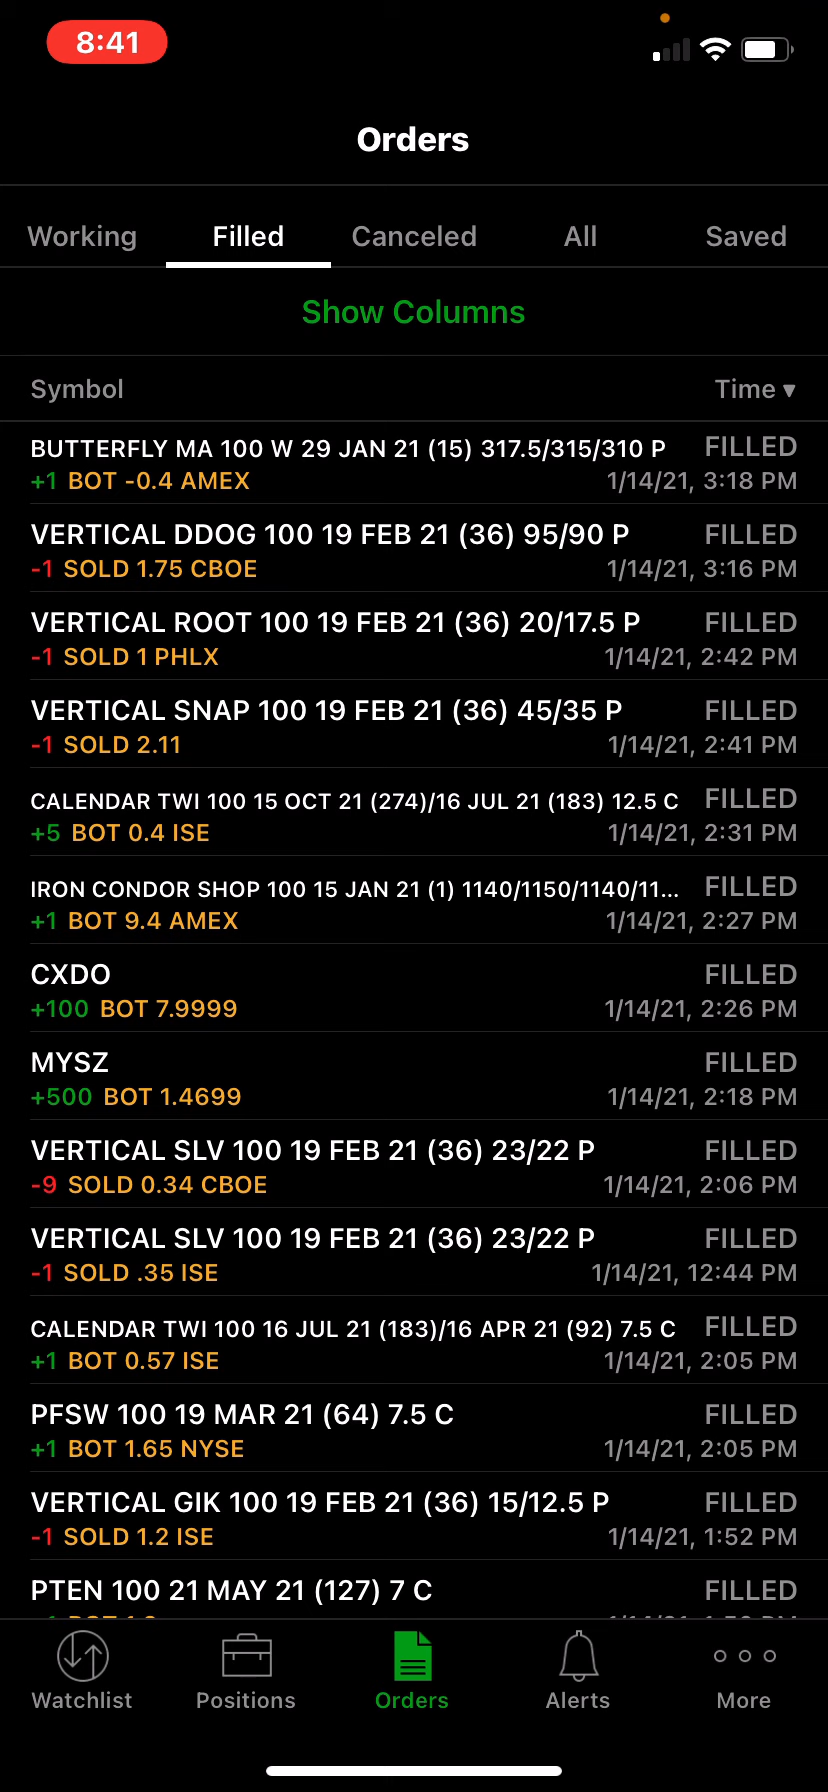 8:41
Orders
Working Filled Canceled All Saved
Show Columns
Symbol Time ▾
BUTTERFLY MA 100 W 29 JAN 21 (15) 317.5/315/310 P FILLED
+1 BOT -0.4 AMEX 1/14/21, 3:18 PM
VERTICAL DDOG 100 19 FEB 21 (36) 95/90 P FILLED
-1 SOLD 1.75 CBOE 1/14/21, 3:16 PM
VERTICAL ROOT 100 19 FEB 21 (36) 20/17.5 P FILLED
-1 SOLD 1 PHLX 1/14/21, 2:42 PM
VERTICAL SNAP 100 19 FEB 21 (36) 45/35 P FILLED
-1 SOLD 2.11 1/14/21, 2:41 PM
CALENDAR TWI 100 15 OCT 21 (274)/16 JUL 21 (183) 12.5 C FILLED
+5 BOT 0.4 ISE 1/14/21, 2:31 PM
IRON CONDOR SHOP 100 15 JAN 21 (1) 1140/1150/1140/11... FILLED
+1 BOT 9.4 AMEX 1/14/21, 2:27 PM
CXDO FILLED
+100 BOT 7.9999 1/14/21, 2:26 PM
MYSZ FILLED
+500 BOT 1.4699 1/14/21, 2:18 PM
VERTICAL SLV 100 19 FEB 21 (36) 23/22 P FILLED
-9 SOLD 0.34 CBOE 1/14/21, 2:06 PM
VERTICAL SLV 100 19 FEB 21 (36) 23/22 P FILLED
-1 SOLD .35 ISE 1/14/21, 12:44 PM
CALENDAR TWI 100 16 JUL 21 (183)/16 APR 21 (92) 7.5 C FILLED
+1 BOT 0.57 ISE 1/14/21, 2:05 PM
PFSW 100 19 MAR 21 (64) 7.5 C FILLED
+1 BOT 1.65 NYSE 1/14/21, 2:05 PM
VERTICAL GIK 100 19 FEB 21 (36) 15/12.5 P FILLED
-1 SOLD 1.2 ISE 1/14/21, 1:52 PM
PTEN 100 21 MAY 21 (127) 7 C FILLED
Watchlist Positions Orders Alerts More